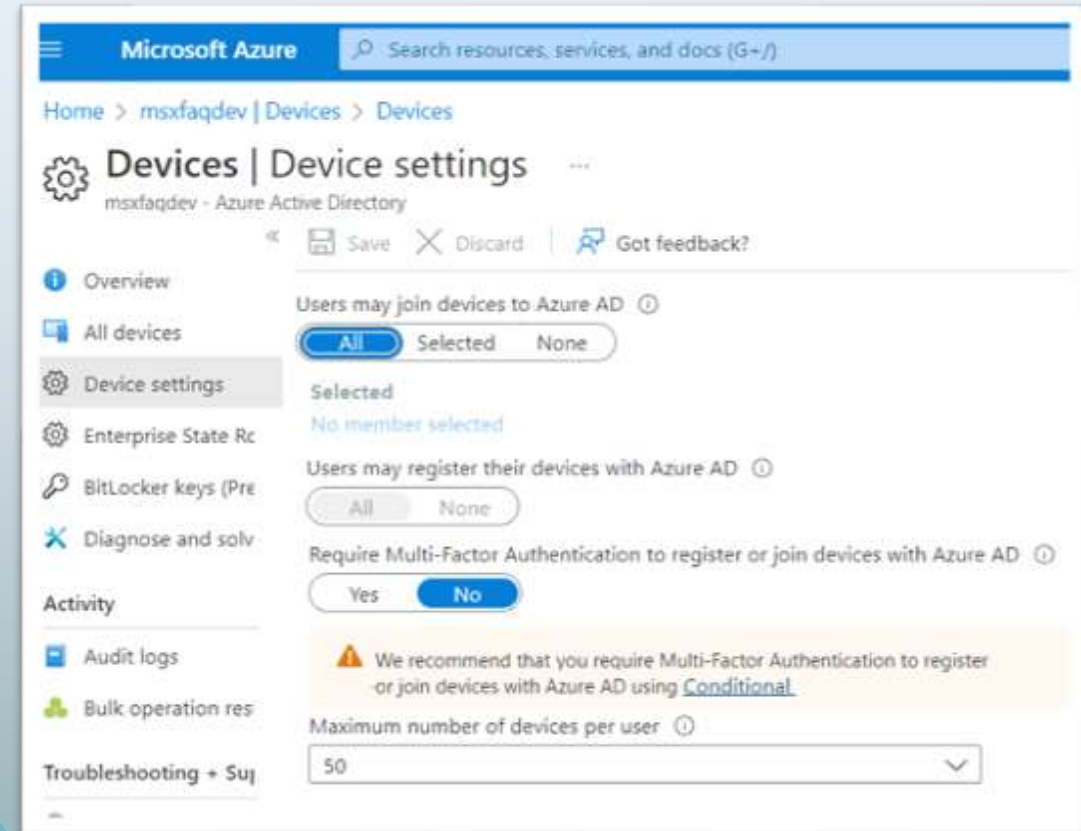 Microsoft Azure
Search resources, services, and docs (G+/)
Home > msxfaqdev | Devices > Devices
Devices | Device settings ...
msxfaqdev - Azure Active Directory
«
Save Discard Got feedback?
Overview
All devices
Device settings
Enterprise State Rc
BitLocker keys (Pre
Diagnose and solv
Activity
Audit logs
Bulk operation res
Troubleshooting + Sup
Users may join devices to Azure AD
All Selected None
Selected
No member selected
Users may register their devices with Azure AD
All None
Require Multi-Factor Authentication to register or join devices with Azure AD
Yes No
We recommend that you require Multi-Factor Authentication to register
or join devices with Azure AD using Conditional
Maximum number of devices per user
50